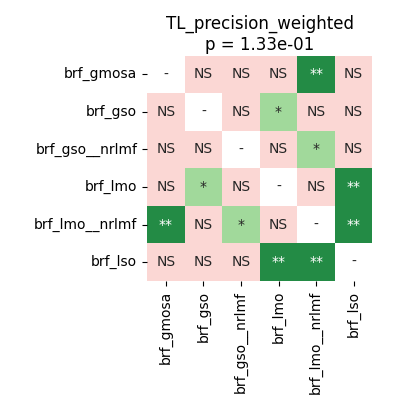 TL_precision_weighted
p = 1.33e-01
brf_gmosa - NS NS NS ** NS
brf_gso NS - NS * NS NS
brf_gso__nrlmf NS NS - NS * NS
brf_lmo NS * NS - NS **
brf_lmo__nrlmf ** NS * NS - **
brf_lso NS NS NS ** ** -
brf_gmosa
brf_gso
brf_gso__nrlmf
brf_lmo
brf_lmo__nrlmf
brf_lso